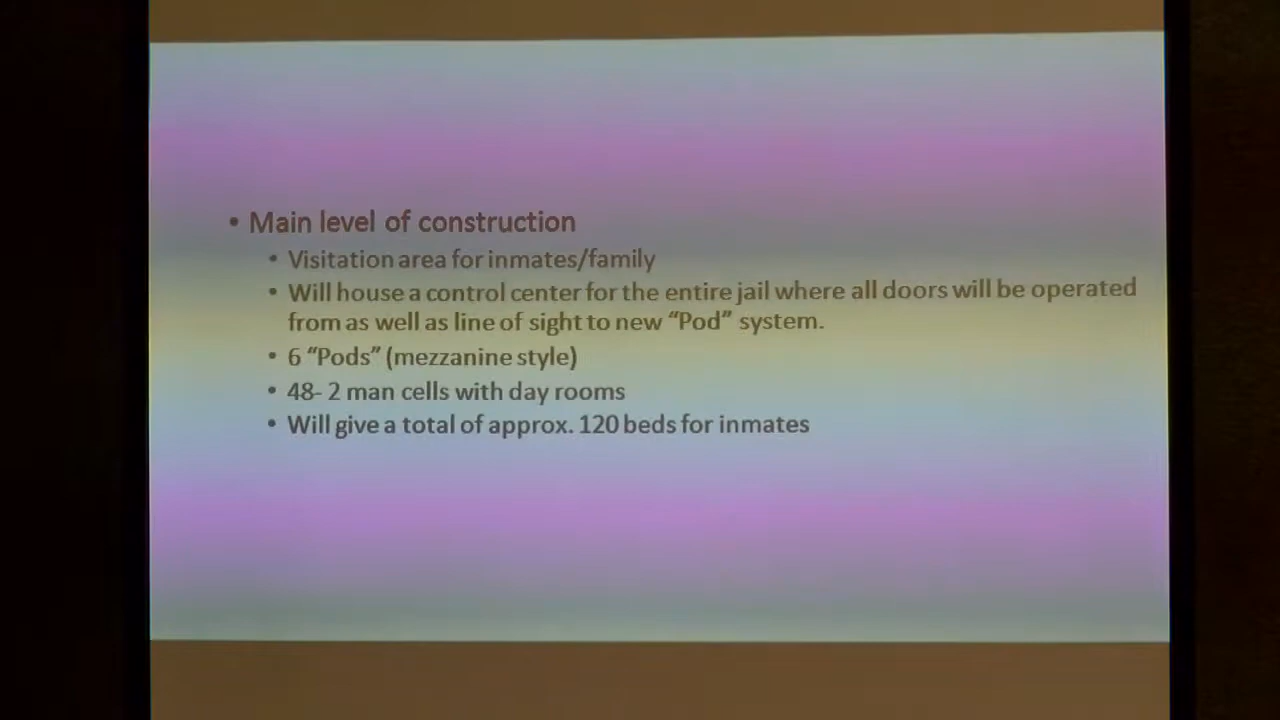 • Main level of construction
• Visitation area for inmates/family
• Will house a control center for the entire jail where all doors will be operated
from as well as line of sight to new “Pod” system.
• 6 “Pods” (mezzanine style)
• 48- 2 man cells with day rooms
• Will give a total of approx. 120 beds for inmates